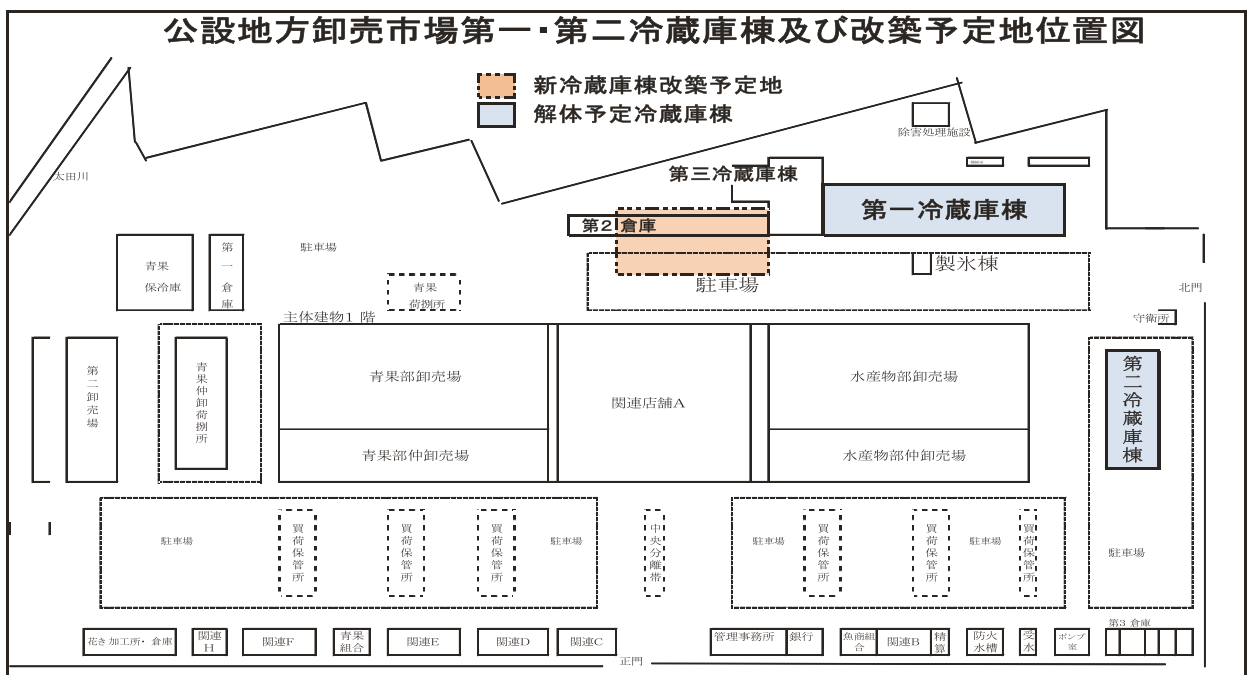 公設地方卸売市場第一・第二冷蔵庫棟及び改築予定地位置図
新冷蔵庫棟改築予定地
解体予定冷蔵庫棟
除害処理施設
太田川
第三冷蔵庫棟
第一冷蔵庫棟
第2 倉庫
青果
保冷庫
第一倉庫
駐車場
青果
荷捌所
製氷棟
駐車場
北門
主体建物1 階
守衛所
第二卸売場
青果仲卸荷捌所
青果部卸売場
関連店舗A
水産物部卸売場
第二冷蔵庫棟
青果部仲卸売場
水産物部仲卸売場
駐車場
買荷保管所
買荷保管所
買荷保管所
駐車場
中央分離帯
駐車場
買荷保管所
買荷保管所
駐車場
買荷保管所
駐車場
花き加工所・倉庫
関連
H
関連F
青果
組合
関連E
関連D
関連C
管理事務所
銀行
魚商組
合
関連B
精
算
防火
水槽
受
水
ポンプ
室
第3 倉庫
正門